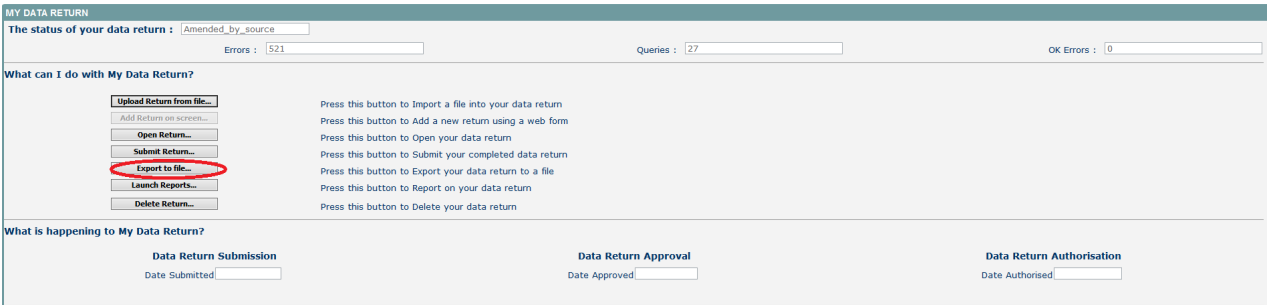 MY DATA RETURN
The status of your data return : Amended_by_source
Errors : 521 Queries : 27 OK Errors : 0
What can I do with My Data Return?
Upload Return from file... Press this button to Import a file into your data return
Add Return on screen... Press this button to Add a new return using a web form
Open Return... Press this button to Open your data return
Submit Return... Press this button to Submit your completed data return
Export to file... Press this button to Export your data return to a file
Launch Reports... Press this button to Report on your data return
Delete Return... Press this button to Delete your data return
What is happening to My Data Return?
Data Return Submission Data Return Approval Data Return Authorisation
Date Submitted Date Approved Date Authorised